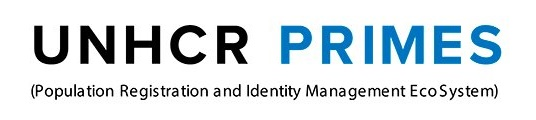 UNHCR PRIMES
(Population Registration and Identity Management EcoSystem)